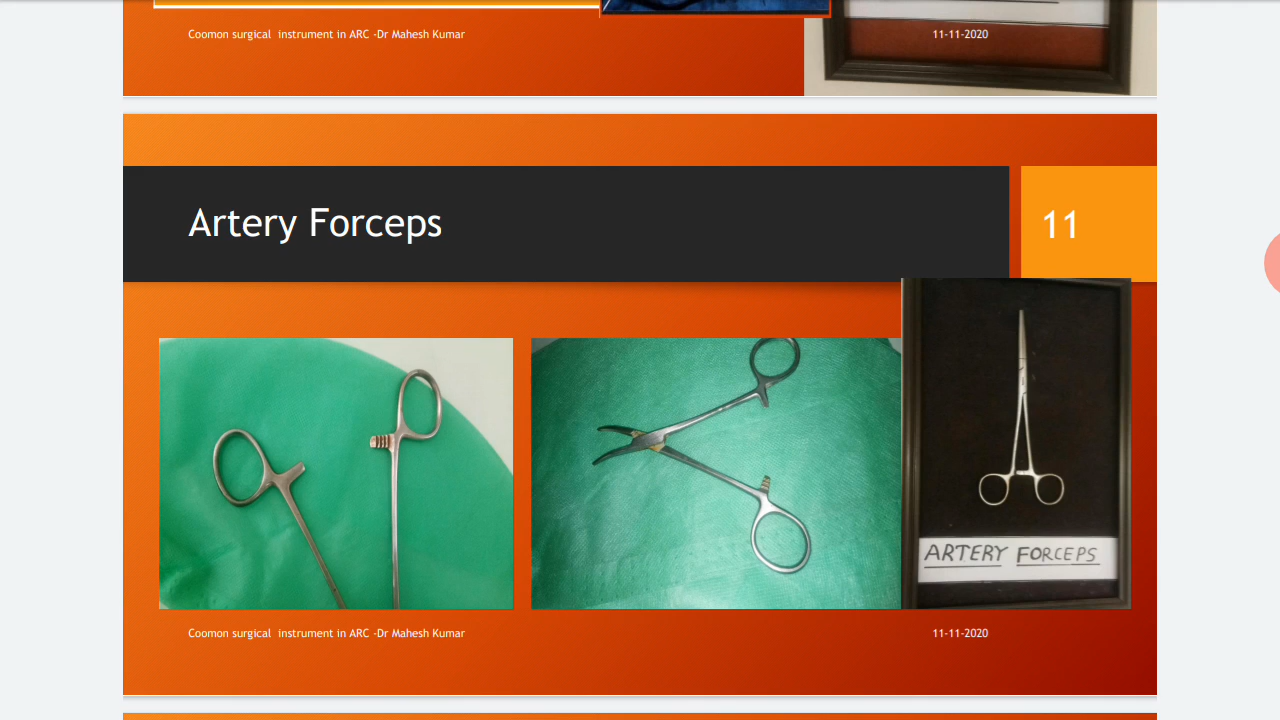 Coomon surgical  instrument in ARC -Dr Mahesh Kumar
11-11-2020
Artery Forceps
11
ARTERY FORCEPS
Coomon surgical  instrument in ARC -Dr Mahesh Kumar
11-11-2020